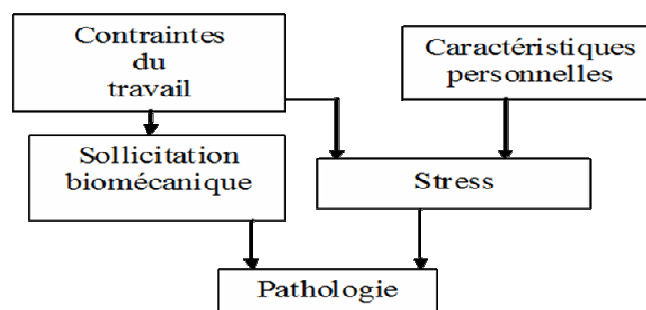 Contraintes
du
travail
Caractéristiques
personnelles
Sollicitation
biomécanique
Stress
Pathologie